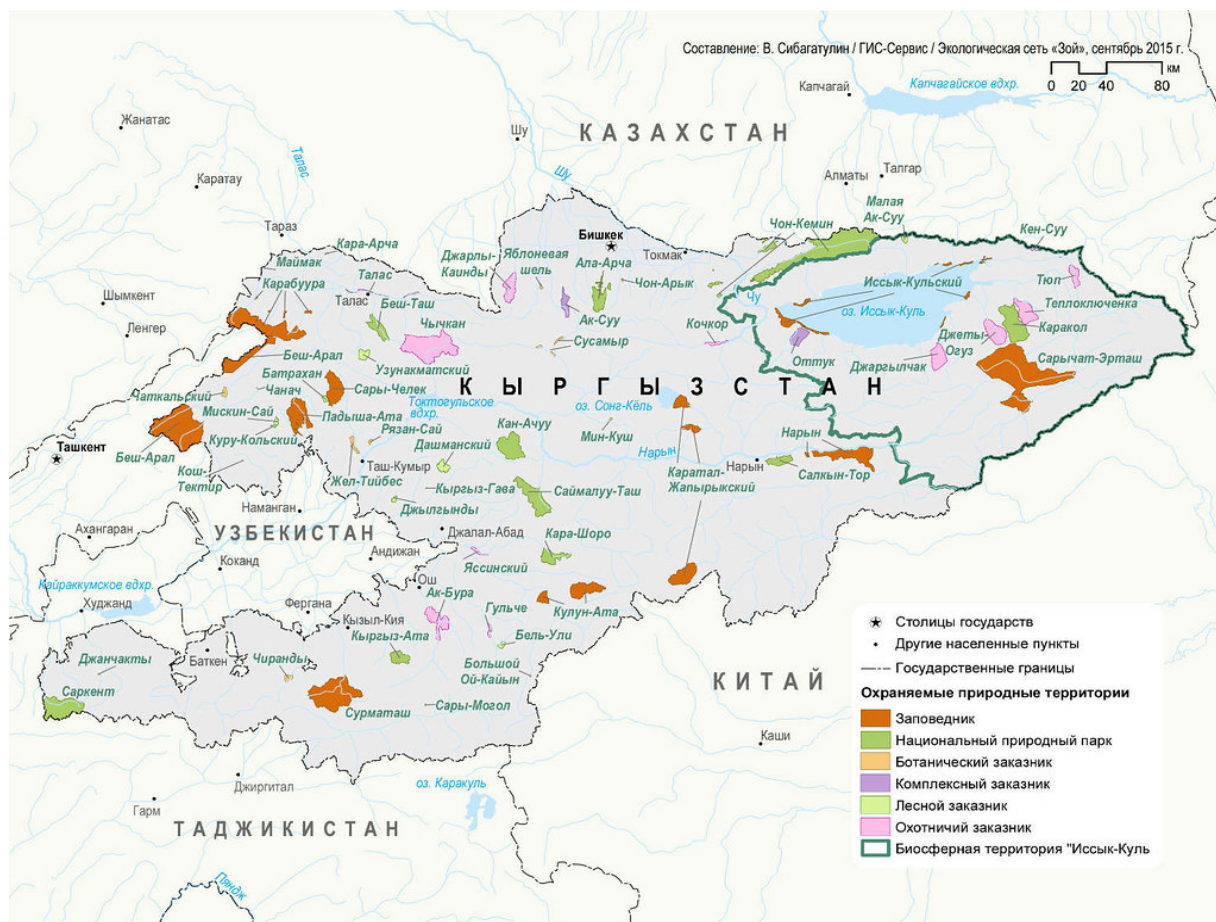 Составление: В. Сибагатулин / ГИС-Сервис / Экологическая сеть «Зой», сентябрь 2015 г.
км
0 20 40 80
Капчагай
Капчагайское вдхр.
Жанатас
Шу
КАЗАХСТАН
Талас
Каратау
Шу
Алматы
Талгар
Малая
Ак-Суу
Тараз
Чон-Кемин
Кен-Суу
Бишкек
Кара-Арча
Джарлы-
Каинды
Яблоневая
щель
Токмак
Маймак
Ала-Арча
Талас
Чон-Арык
Иссык-Кульский
Тюп
Карабуура
Шымкент
Талас
Беш-Таш
Чу
Теплоключенка
оз. Иссык-Куль
Ленгер
Чычкан
Ак-Суу
Кочкор
Каракол
Джеты-
Огуз
Сусамыр
Беш-Арал
Оттук
Джаргылчак
Сарычат-Эрташ
Батрахан
Узунакматский
Чаткальский
Чанач
Сары-Челек
КЫРГЫЗСТАН
Мискин-Сай
Падыша-Ата
Токтогульское
вдхр.
оз. Сонг-Кёль
Рязан-Сай
Кан-Ачуу
Мин-Куш
Ташкент
Куру-Кольский
Дашманский
Нарын
Нарын
Беш-Арал
Таш-Кумыр
Нарын
Кош-
Тектир
Жел-Тийбес
Кыргыз-Гава
Саймалуу-Таш
Каратал-
Жапырыкский
Салкын-Тор
Наманган
Джылгынды
Ахангаран
УЗБЕКИСТАН
Джалал-Абад
Кара-Шоро
Коканд
Андижан
Яссинский
Кайраккумское вдхр.
Ош
Худжанд
Фергана
Ак-Бура
Гульче
Кулун-Ата
Кызыл-Кия
Кыргыз-Ата
Бель-Ули
Джанчакты
Баткен
Чиранды
Большой
Ой-Кайын
Саркент
КИТАЙ
Сурматаш
Сары-Могол
Каши
Джиргитал
оз. Каракуль
Гарм
ТАДЖИКИСТАН
Пяндж
Столицы государств
Другие населенные пункты
Государственные границы
Охраняемые природные территории
Заповедник
Национальный природный парк
Ботанический заказник
Комплексный заказник
Лесной заказник
Охотничий заказник
Биосферная территория "Иссык-Куль